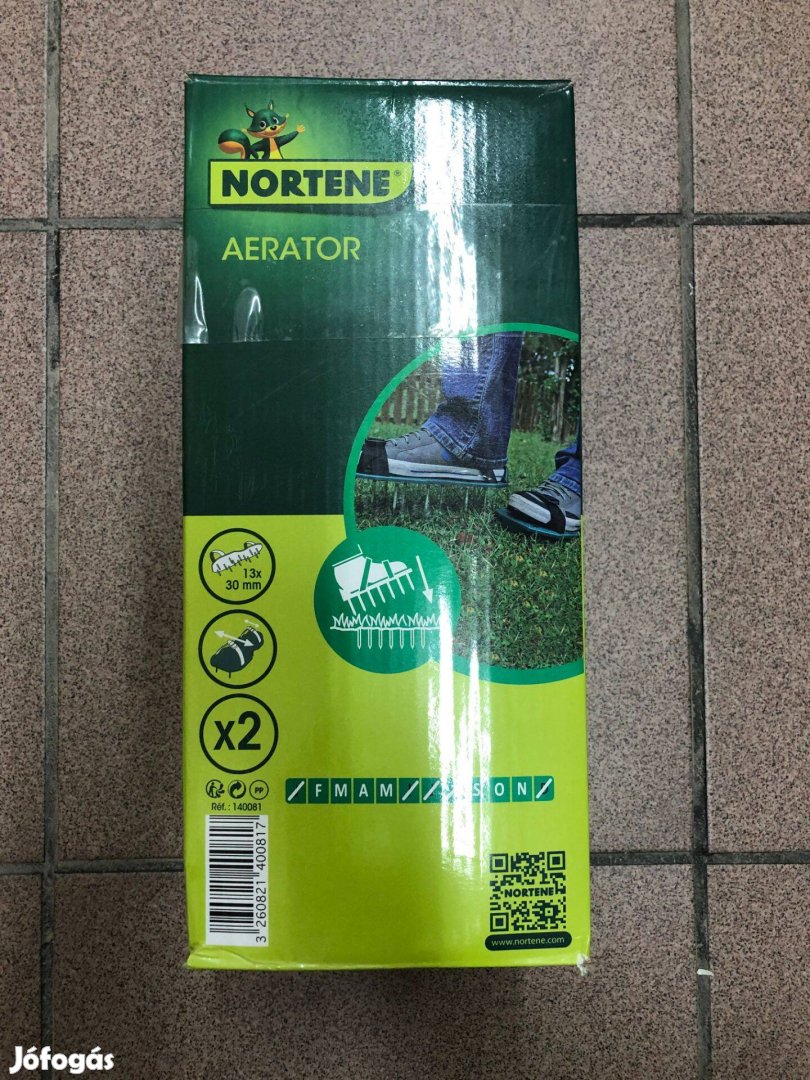 NORTENE®
AERATOR
13x
30 mm
x2
PP
Réf. : 140081
F M A M S O N
3 260821 400817
NORTENE
www.nortene.com
Jófogás